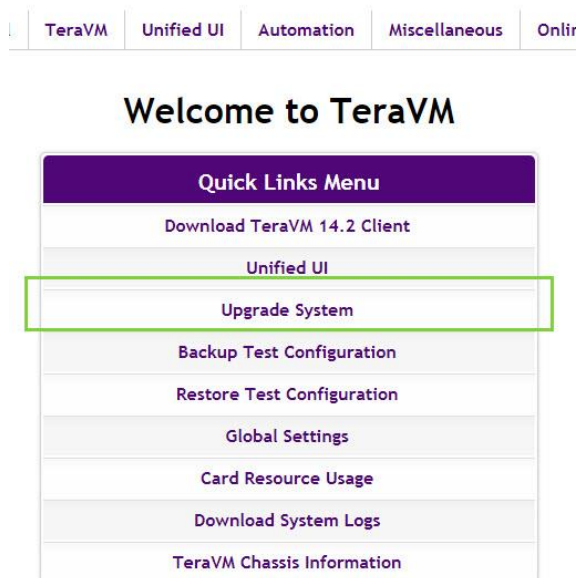 TeraVM Unified UI Automation Miscellaneous
Welcome to TeraVM
Quick Links Menu
Download TeraVM 14.2 Client
Unified UI
Upgrade System
Backup Test Configuration
Restore Test Configuration
Global Settings
Card Resource Usage
Download System Logs
TeraVM Chassis Information